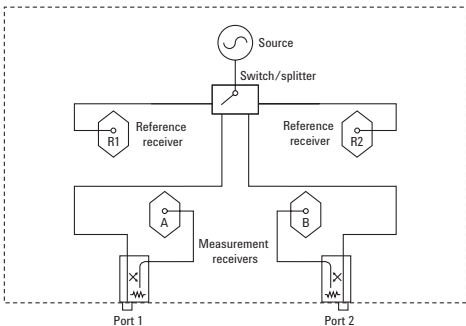 Source
Switch/splitter
Reference
receiver
R1
Reference
receiver
R2
A
B
Measurement
receivers
Port 1
Port 2